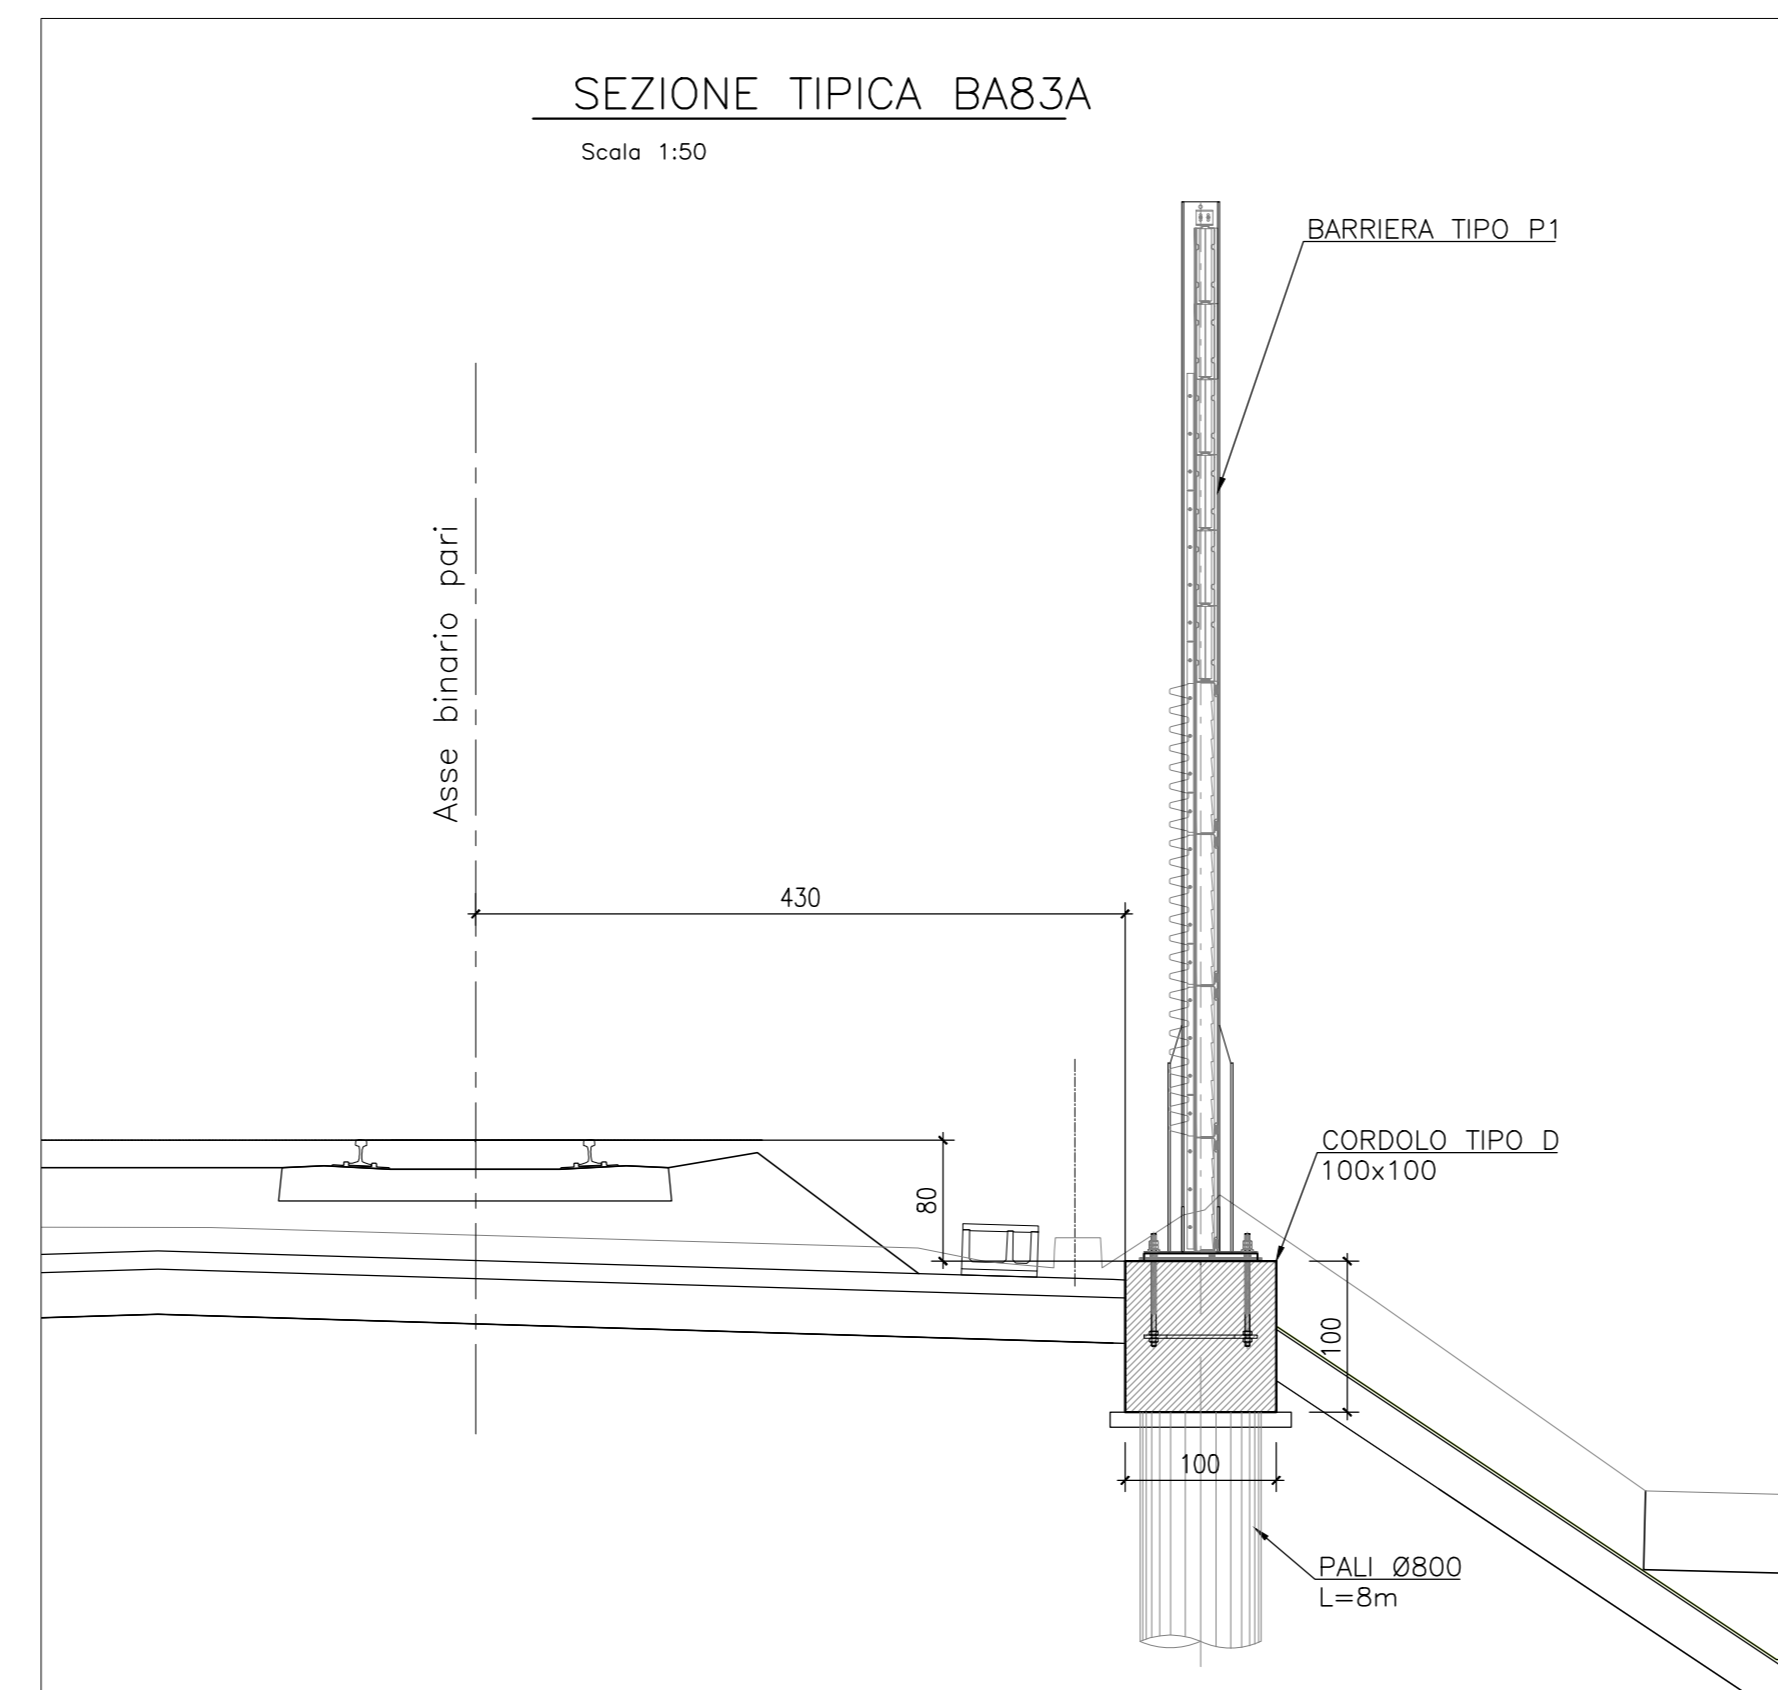 SEZIONE TIPICA BA83A
Scala 1:50
BARRIERA TIPO P1
Asse binario pari
430
80
CORDOLO TIPO D
100x100
100
100
PALI Ø800
L=8m